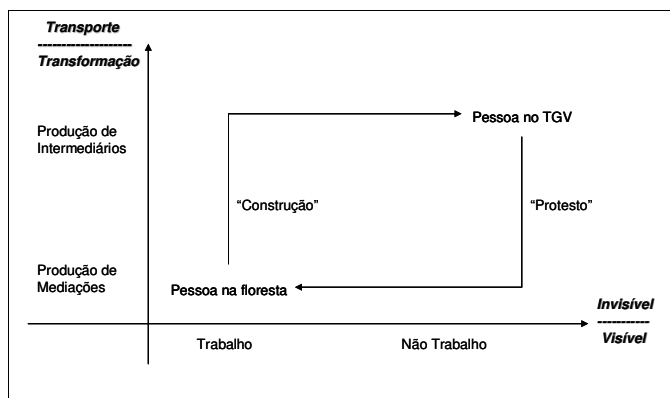 Transporte
Transformação
Produção de
Intermediários
Pessoa no TGV
“Construção”
“Protesto”
Produção de
Mediações
Pessoa na floresta
Invisível
Visível
Trabalho
Não Trabalho